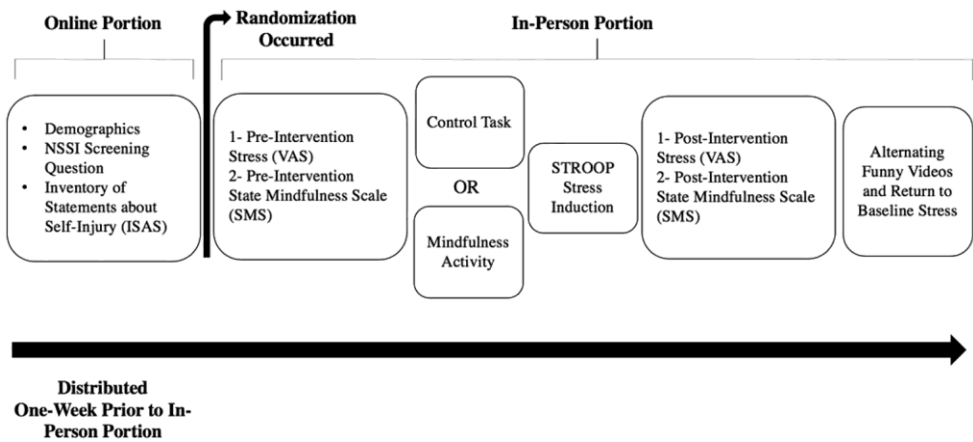 Online Portion
Randomization
Occurred
In-Person Portion
• Demographics
• NSSI Screening
Question
• Inventory of
Statements about
Self-Injury (ISAS)
1- Pre-Intervention
Stress (VAS)
2- Pre-Intervention
State Mindfulness Scale
(SMS)
Control Task
OR
Mindfulness
Activity
STROOP
Stress
Induction
1- Post-Intervention
Stress (VAS)
2- Post-Intervention
State Mindfulness Scale
(SMS)
Alternating
Funny Videos
and Return to
Baseline Stress
Distributed
One-Week Prior to In-
Person Portion